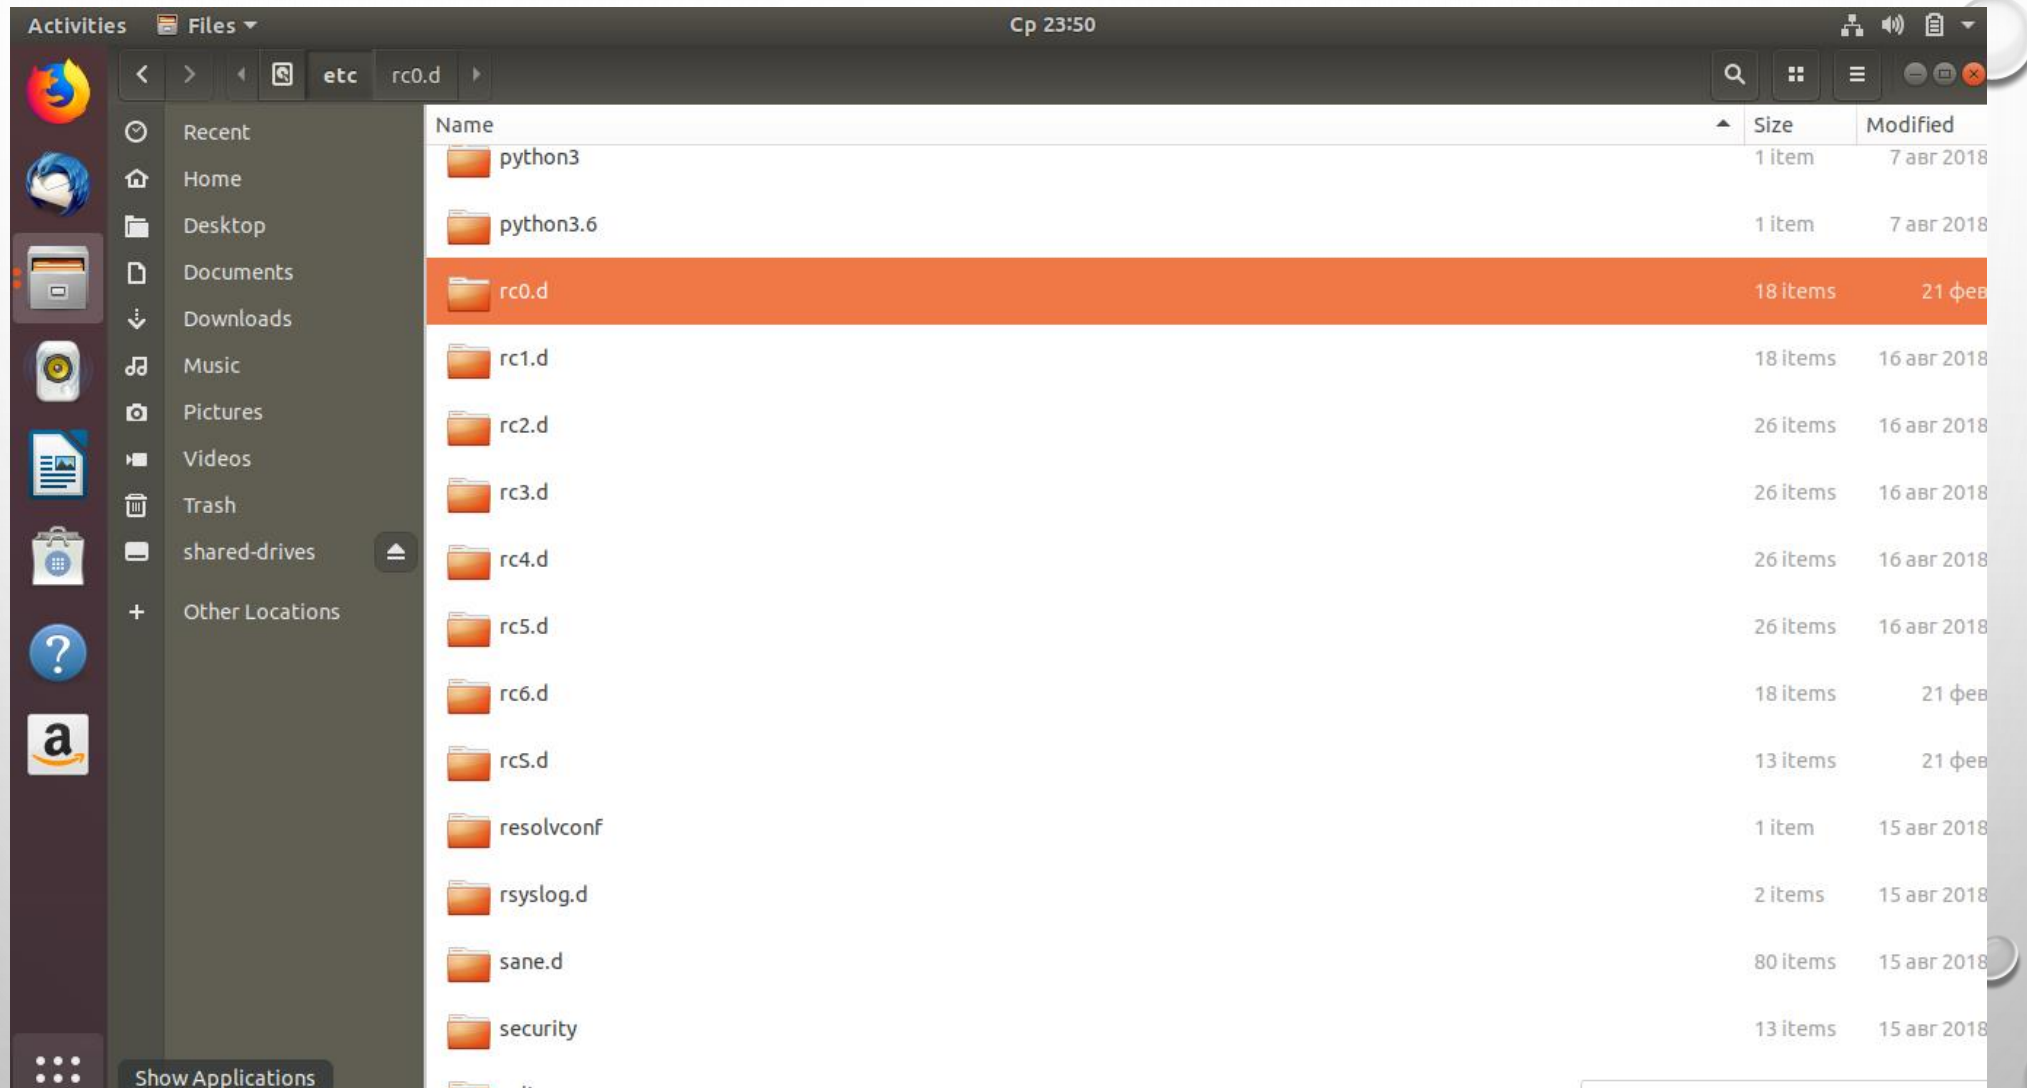 Activities Files Ср 23:50
etc rc0.d
Recent
Home
Desktop
Documents
Downloads
Music
Pictures
Videos
Trash
shared-drives
Other Locations
Name Size Modified
python3 1 item 7 авг 2018
python3.6 1 item 7 авг 2018
rc0.d 18 items 21 фев
rc1.d 18 items 16 авг 2018
rc2.d 26 items 16 авг 2018
rc3.d 26 items 16 авг 2018
rc4.d 26 items 16 авг 2018
rc5.d 26 items 16 авг 2018
rc6.d 18 items 21 фев
rcS.d 13 items 21 фев
resolvconf 1 item 15 авг 2018
rsyslog.d 2 items 15 авг 2018
sane.d 80 items 15 авг 2018
security 13 items 15 авг 2018
Show Applications